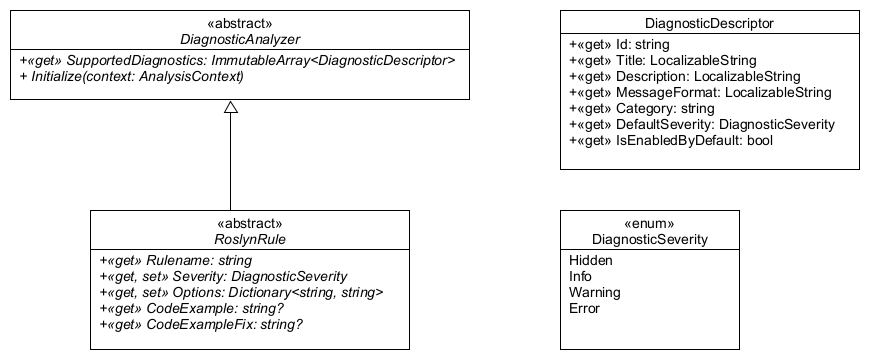 «abstract»
DiagnosticAnalyzer
+«get» SupportedDiagnostics: ImmutableArray<DiagnosticDescriptor>
+ Initialize(context: AnalysisContext)
DiagnosticDescriptor
+«get» Id: string
+«get» Title: LocalizableString
+«get» Description: LocalizableString
+«get» MessageFormat: LocalizableString
+«get» Category: string
+«get» DefaultSeverity: DiagnosticSeverity
+«get» IsEnabledByDefault: bool
«abstract»
RoslynRule
+«get» Rulename: string
+«get, set» Severity: DiagnosticSeverity
+«get, set» Options: Dictionary<string, string>
+«get» CodeExample: string?
+«get» CodeExampleFix: string?
«enum»
DiagnosticSeverity
Hidden
Info
Warning
Error